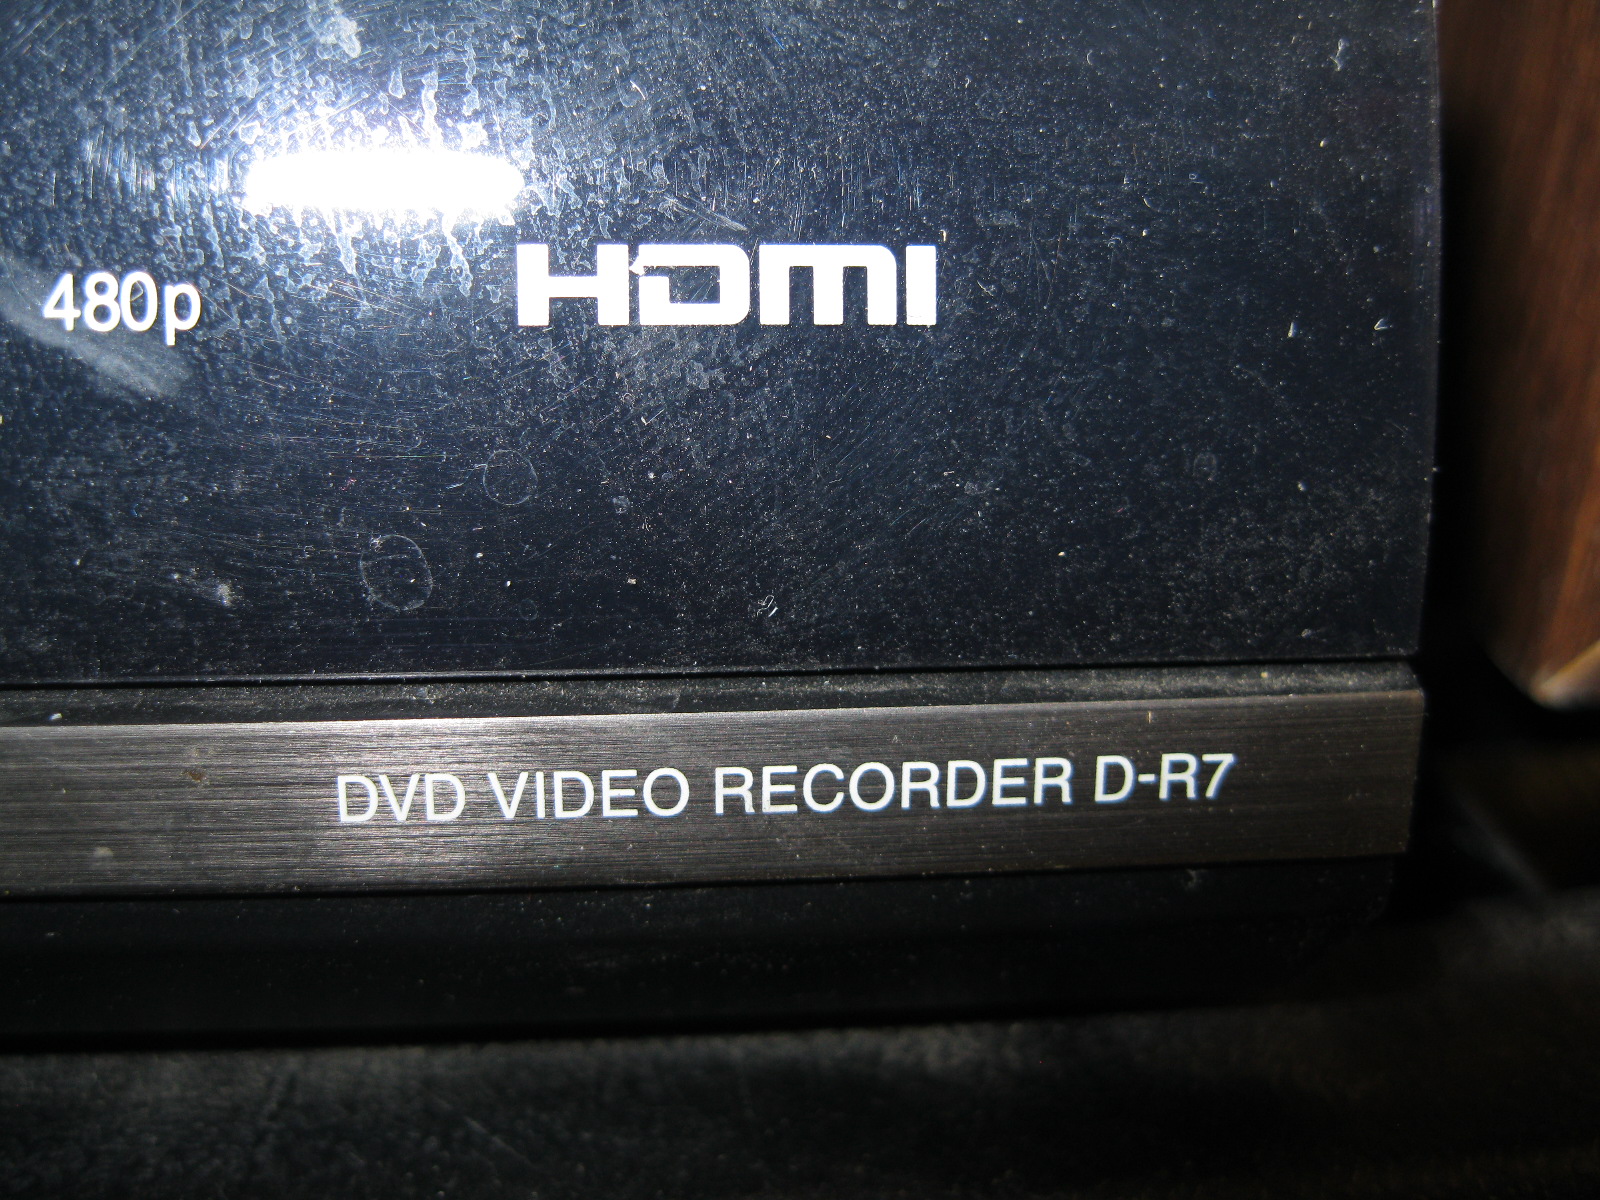 480p HDMI
DVD VIDEO RECORDER D-R7